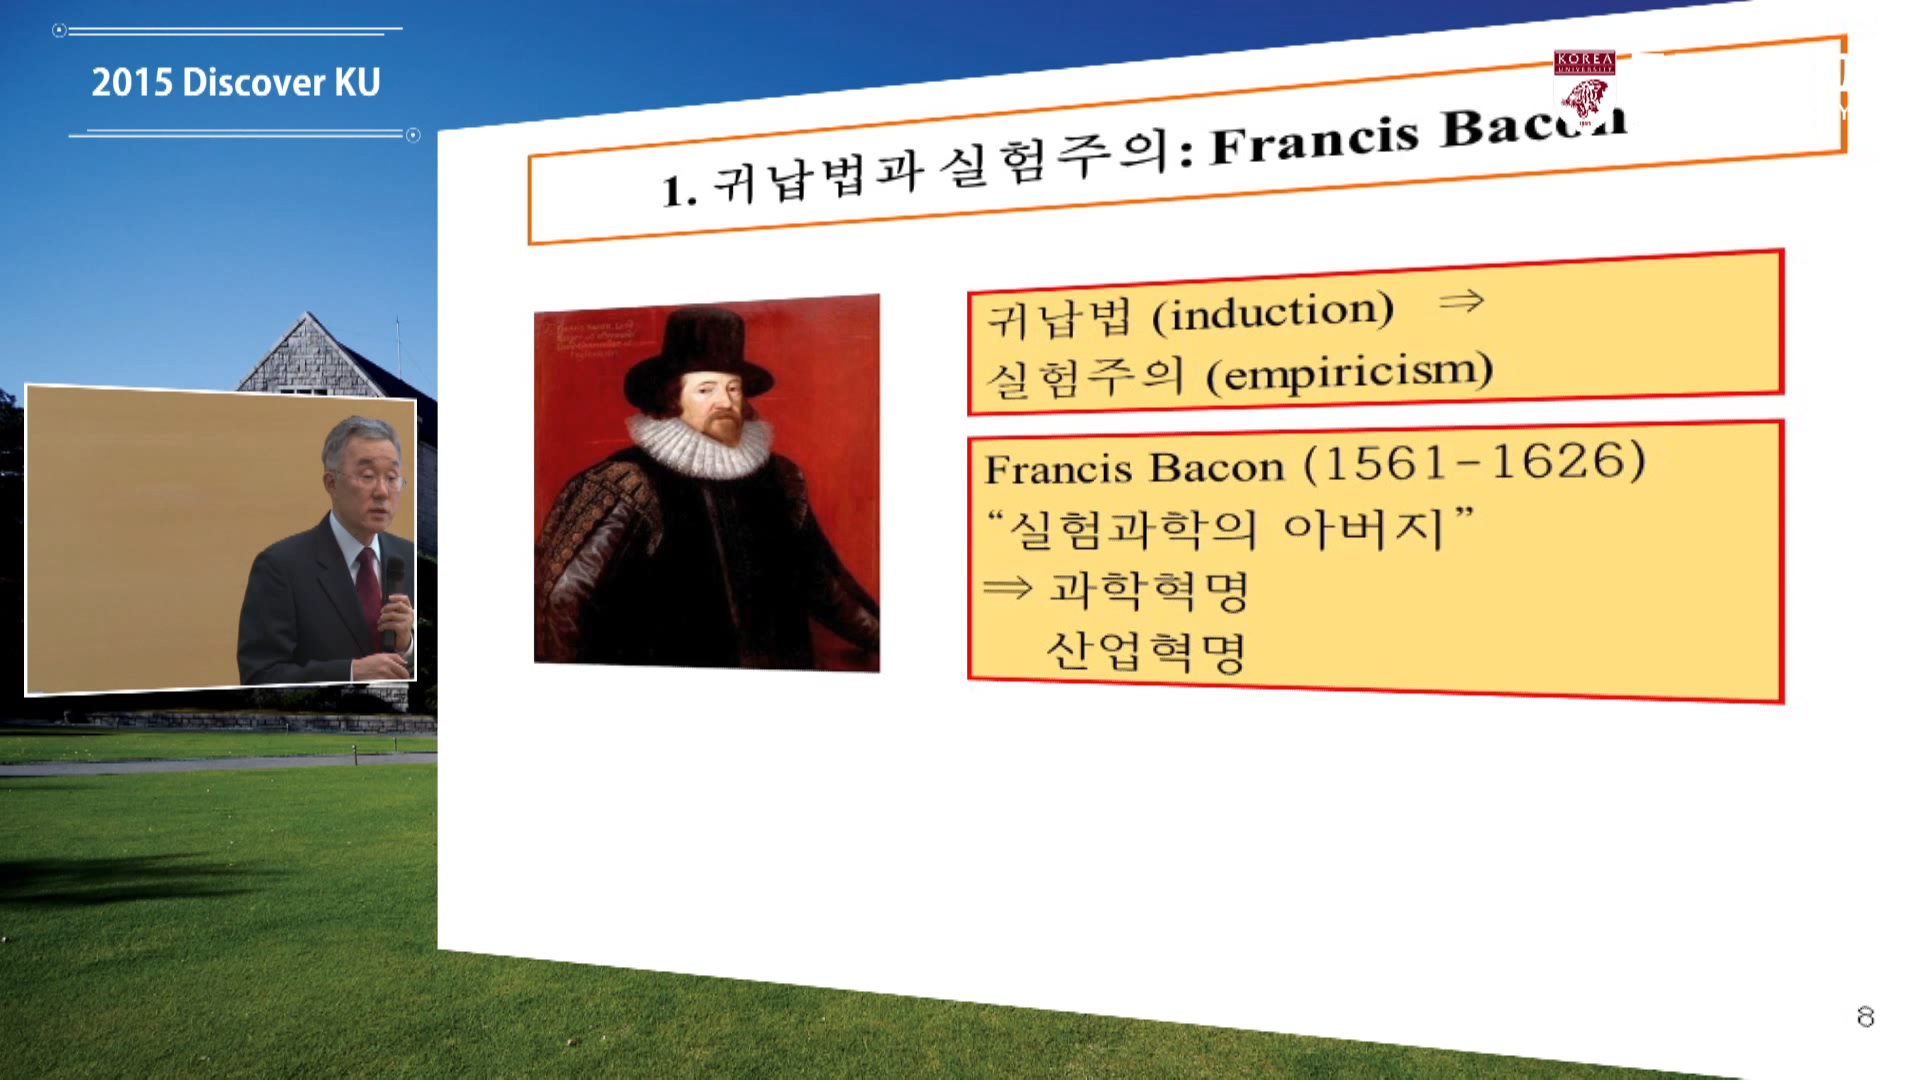 2015 Discover KU
KOREA
UNIVERSITY
1. 귀납법과 실험주의: Francis Bacon
귀납법 (induction) ⇒
실험주의 (empiricism)
Francis Bacon (1561-1626)
“실험과학의 아버지”
⇒ 과학혁명
산업혁명
8